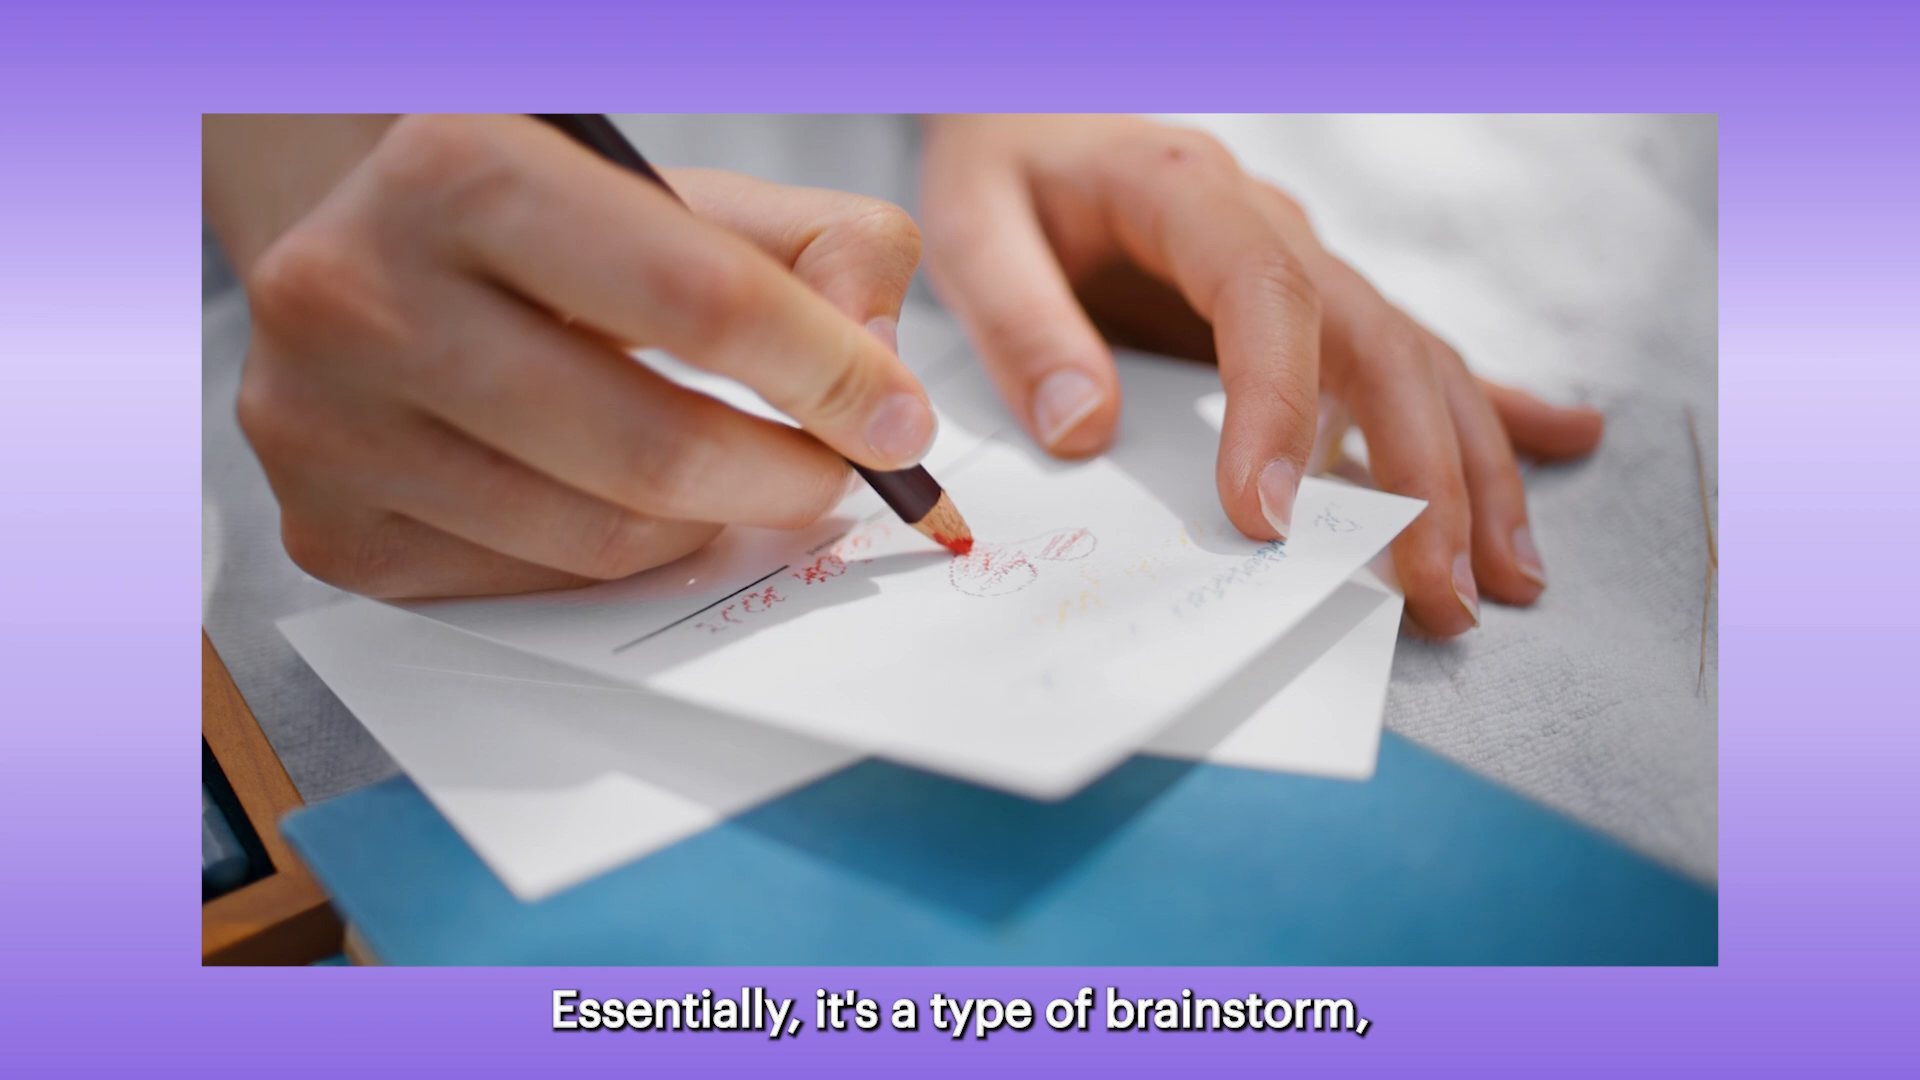 Essentially, it's a type of brainstorm,